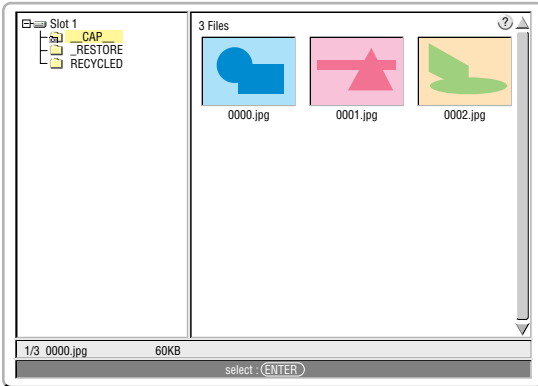 Slot 1
__CAP__
_RESTORE
RECYCLED
3 Files
?
0000.jpg 0001.jpg 0002.jpg
1/3 0000.jpg 60KB
select : ENTER